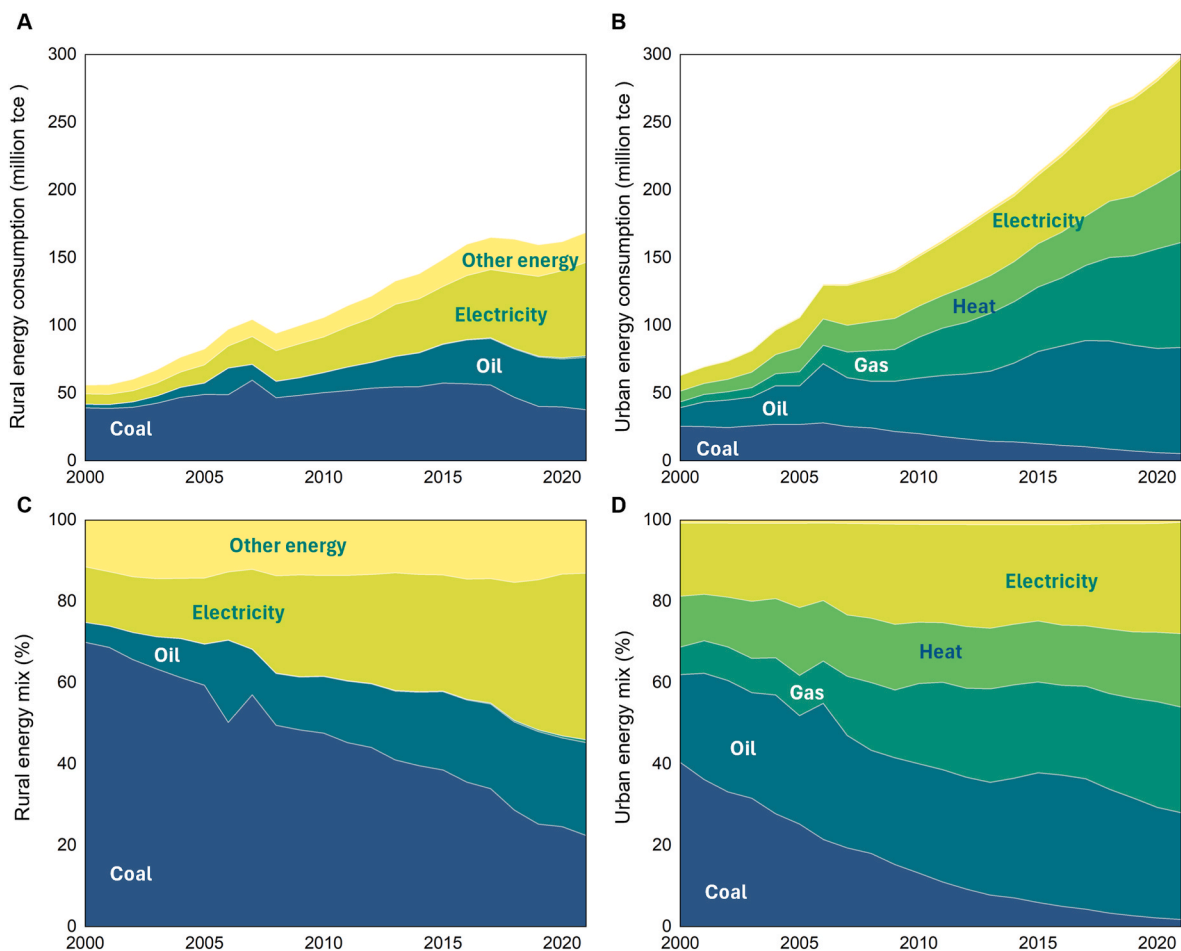 A
Rural energy consumption (million tce)
300
250
200
150
100
50
0
2000
2005
2010
2015
2020
Other energy
Electricity
Oil
Coal
B
Urban energy consumption (million tce)
300
250
200
150
100
50
0
2000
2005
2010
2015
2020
Electricity
Heat
Gas
Oil
Coal
C
Rural energy mix (%)
100
80
60
40
20
0
2000
2005
2010
2015
2020
Other energy
Electricity
Oil
Coal
D
Urban energy mix (%)
100
80
60
40
20
0
2000
2005
2010
2015
2020
Electricity
Heat
Gas
Oil
Coal